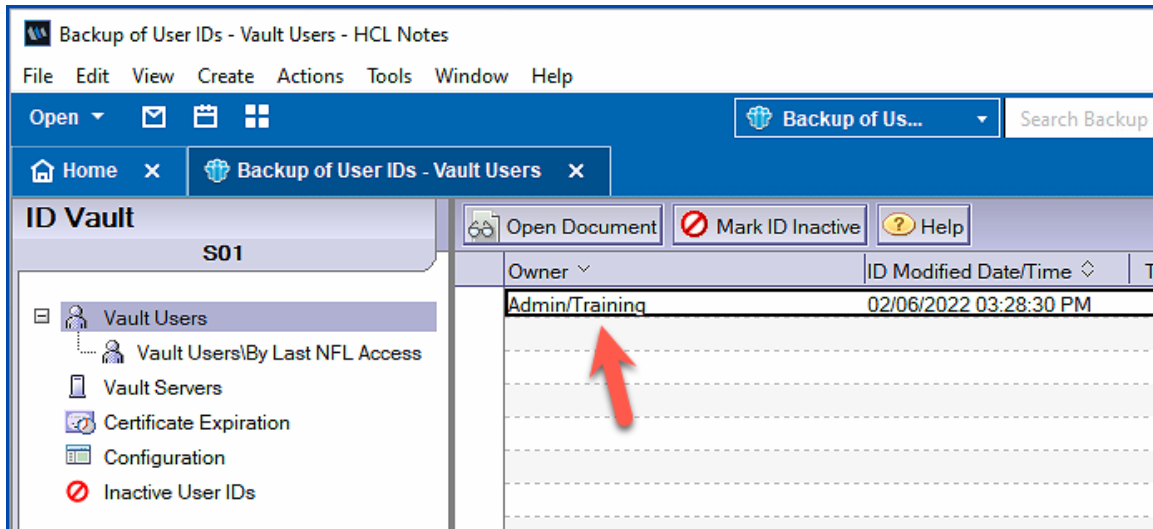 Backup of User IDs - Vault Users - HCL Notes
File Edit View Create Actions Tools Window Help
Open Backup of Us... Search Backup
Home Backup of User IDs - Vault Users
ID Vault
S01
Open Document Mark ID Inactive ? Help
Owner ID Modified Date/Time T
Admin/Training 02/06/2022 03:28:30 PM
Vault Users
Vault Users\By Last NFL Access
Vault Servers
Certificate Expiration
Configuration
Inactive User IDs